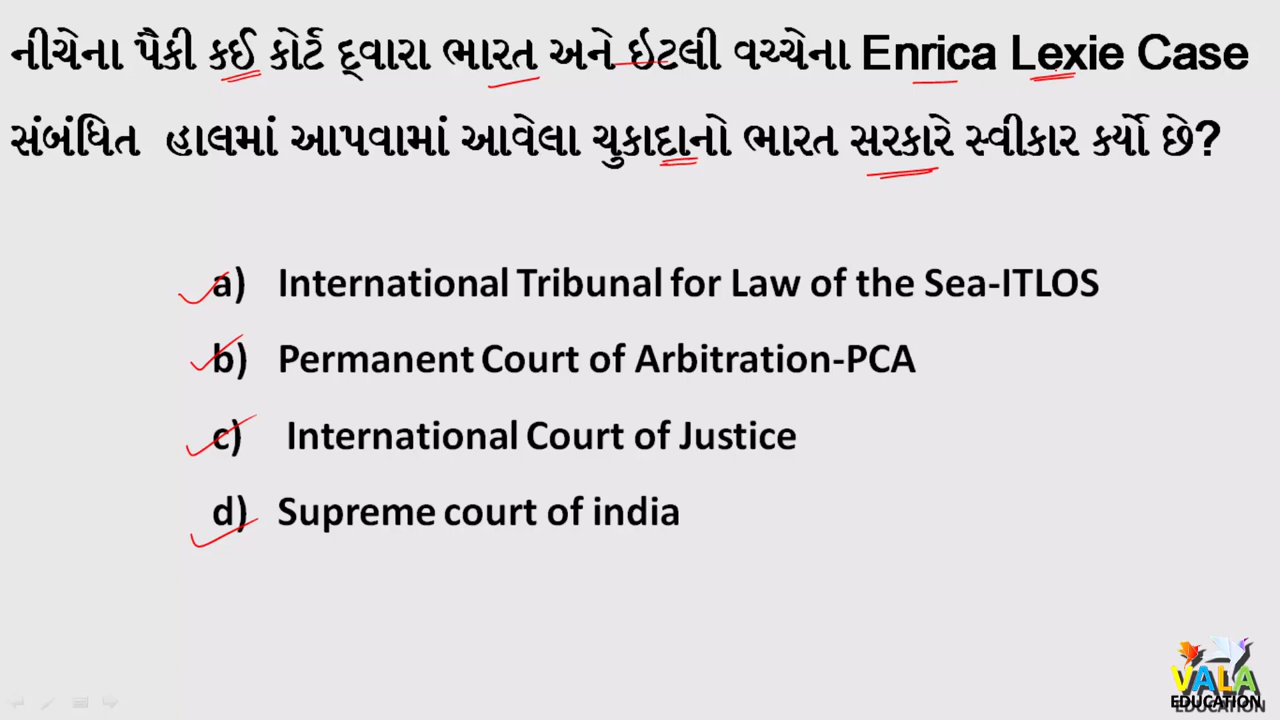 નીચેના પૈકી કઈ કોર્ટ દ્વારા ભારત અને ઇટલી વચ્ચેના Enrica Lexie Case
સંબંધિત હાલમાં આપવામાં આવેલા ચુકાદાનો ભારત સરકારે સ્વીકાર કર્યો છે?
a) International Tribunal for Law of the Sea-ITLOS
b) Permanent Court of Arbitration-PCA
c) International Court of Justice
d) Supreme court of india
VALA
EDUCATION